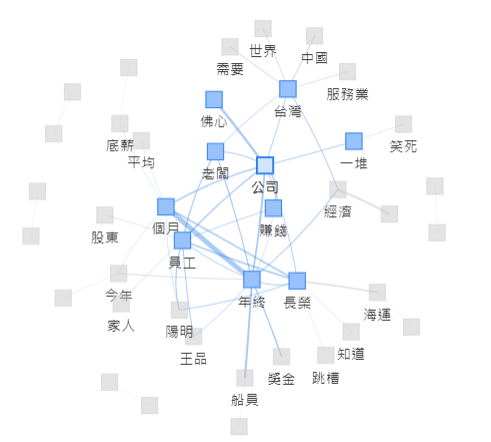 世界
中國
需要
服務業
台灣
佛心
笑死
底薪
平均
一堆
老闆
公司
經濟
股東
個月
賺錢
員工
今年
年終
長榮
家人
陽明
海運
王品
知道
獎金
跳槽
船員